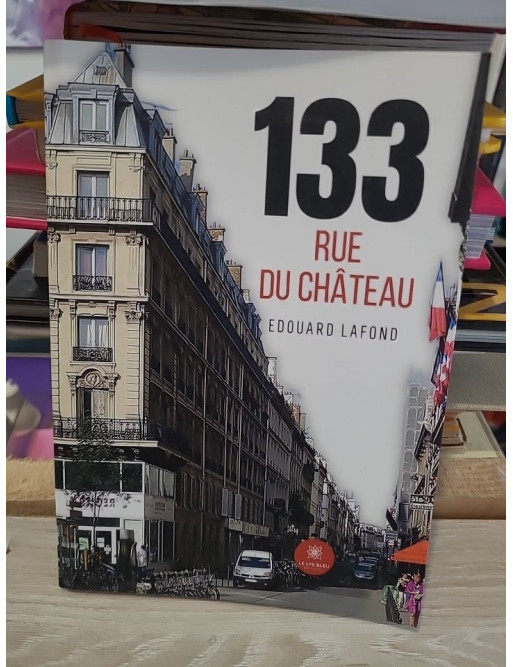 133
RUE
DU CHÂTEAU
EDOUARD LAFOND
LE LYS BLEU